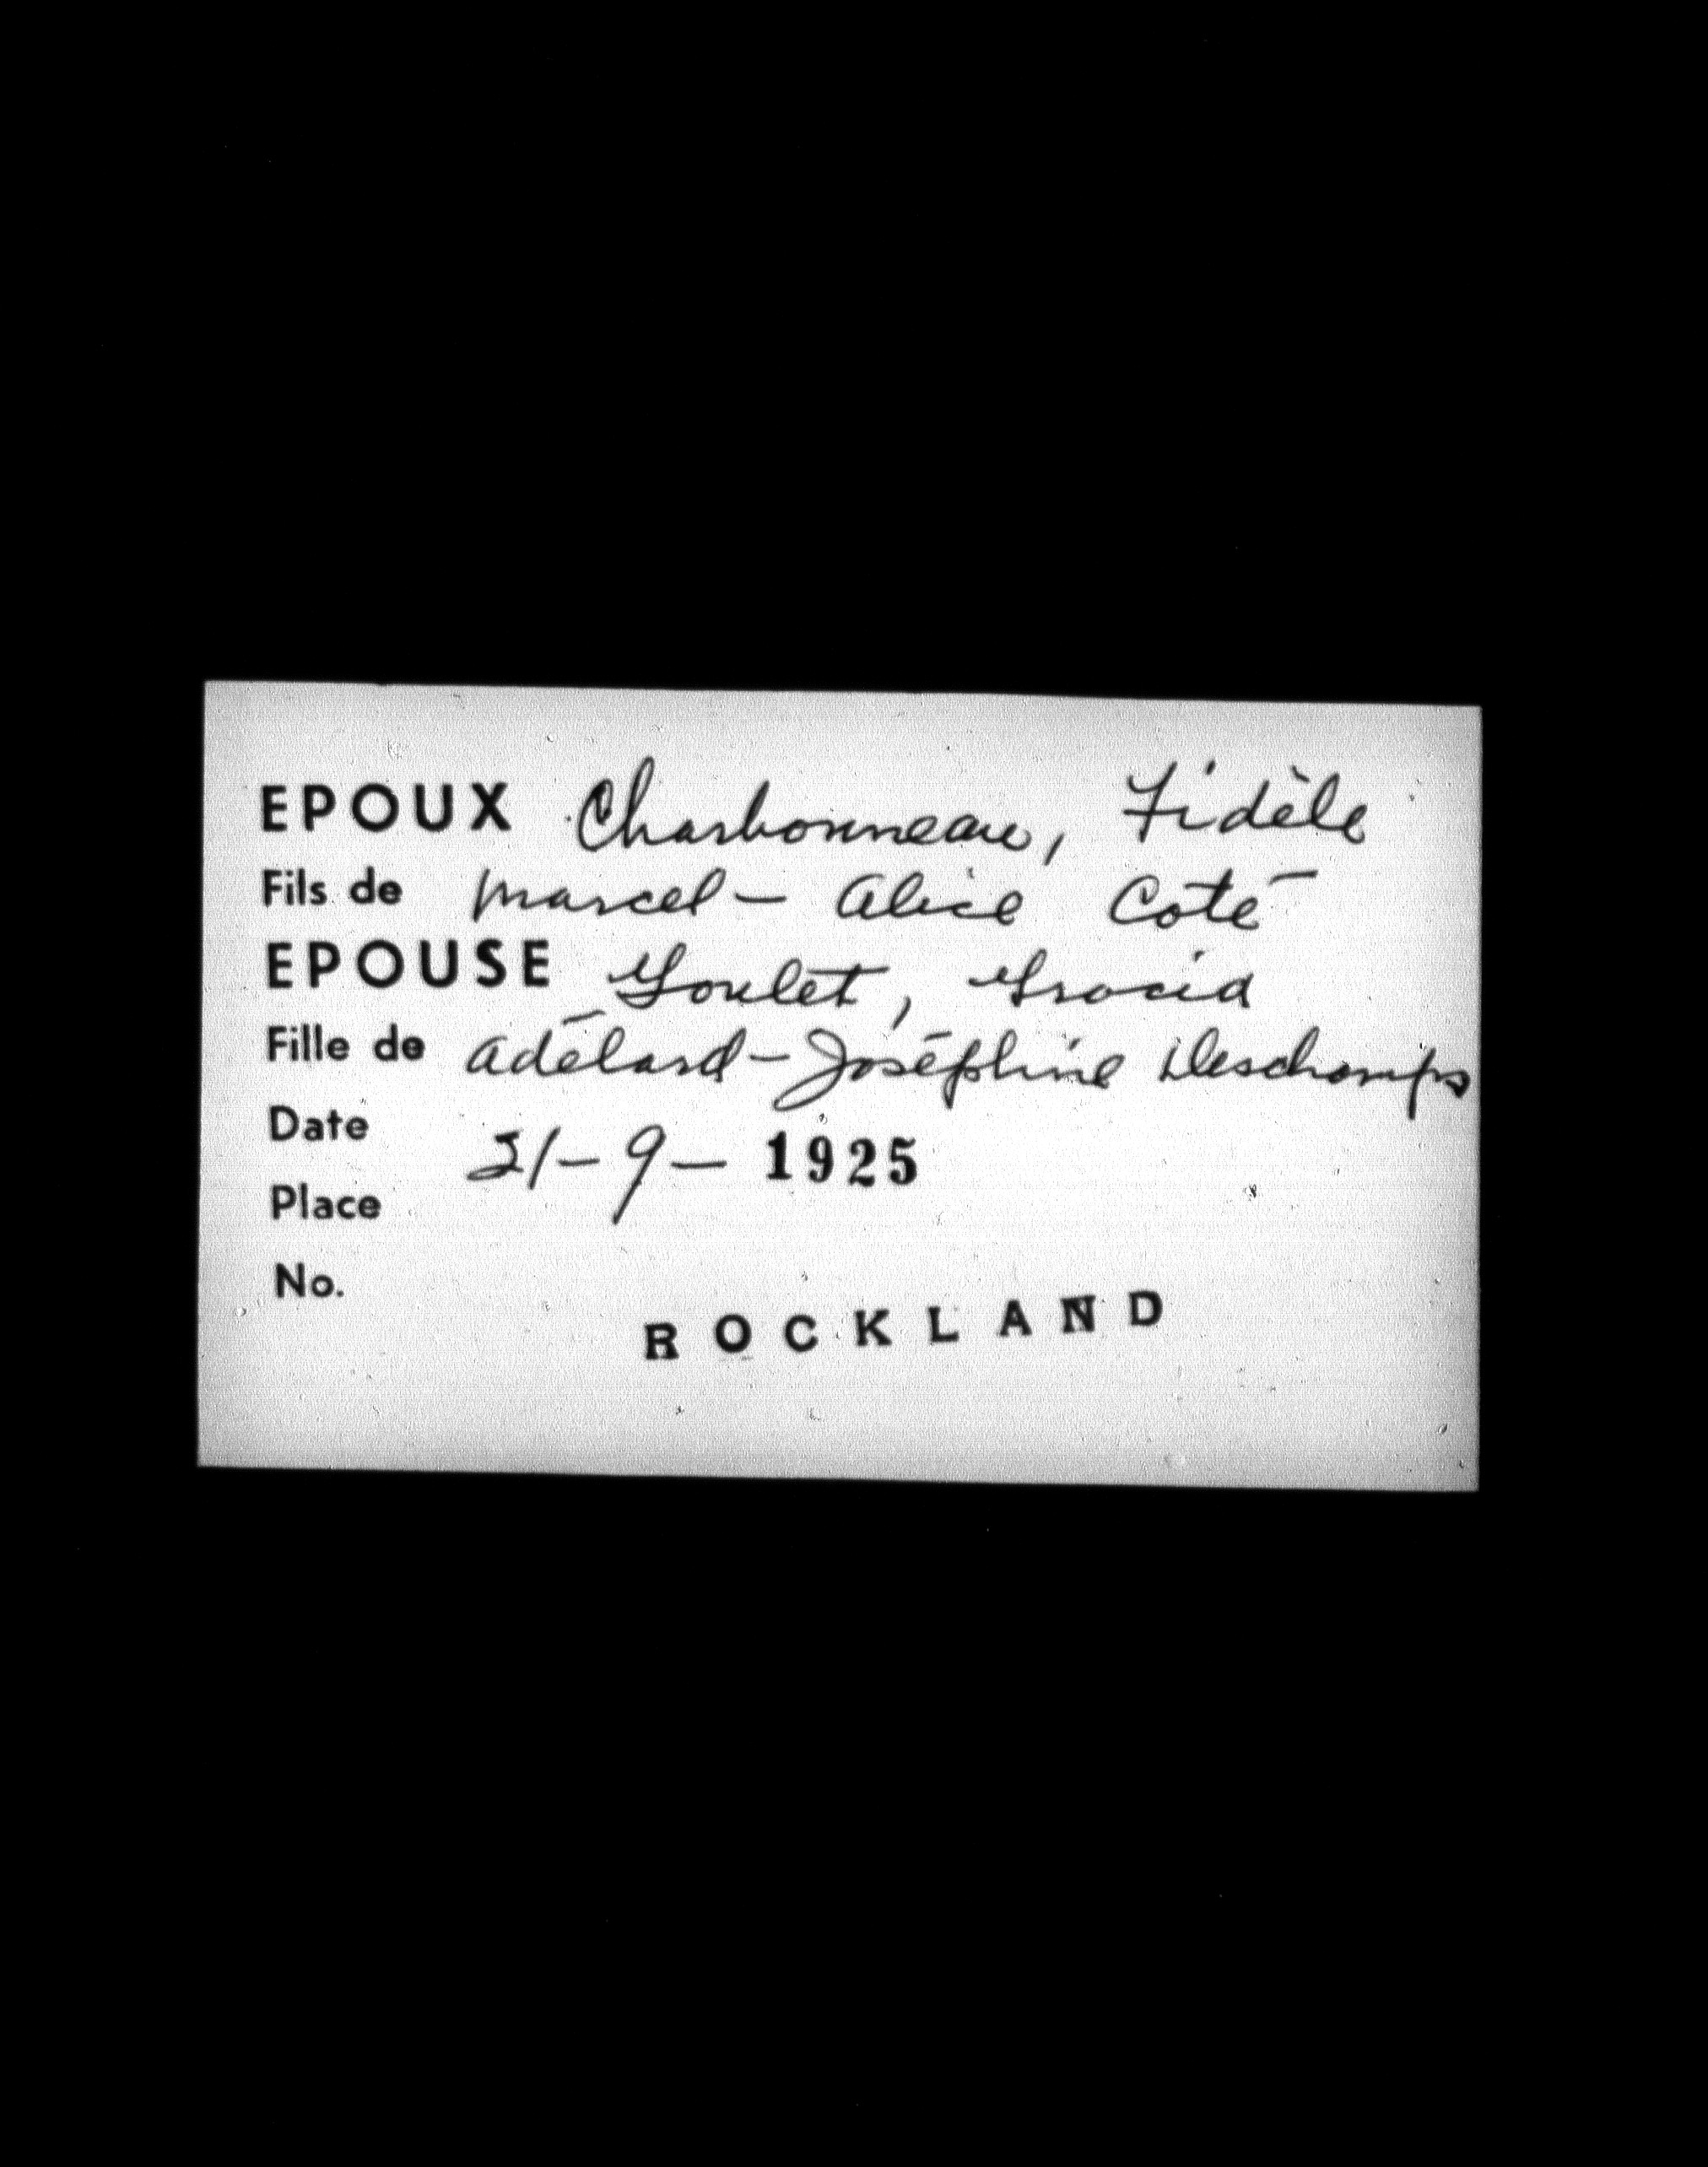 EPOUX Charbonneau, Fidèle
Fils de Marcel - Alice Coté
EPOUSE Goulet, Gracia
Fille de Adélard - Joséphine Deschamps
Date 21-9-1925
Place
No.
ROCKLAND